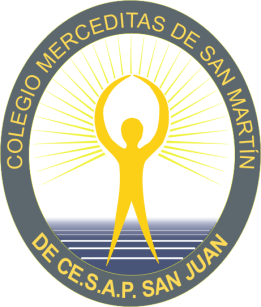 COLEGIO MERCEDITAS DE SAN MARTÍN
DE CE.S.A.P. SAN JUAN